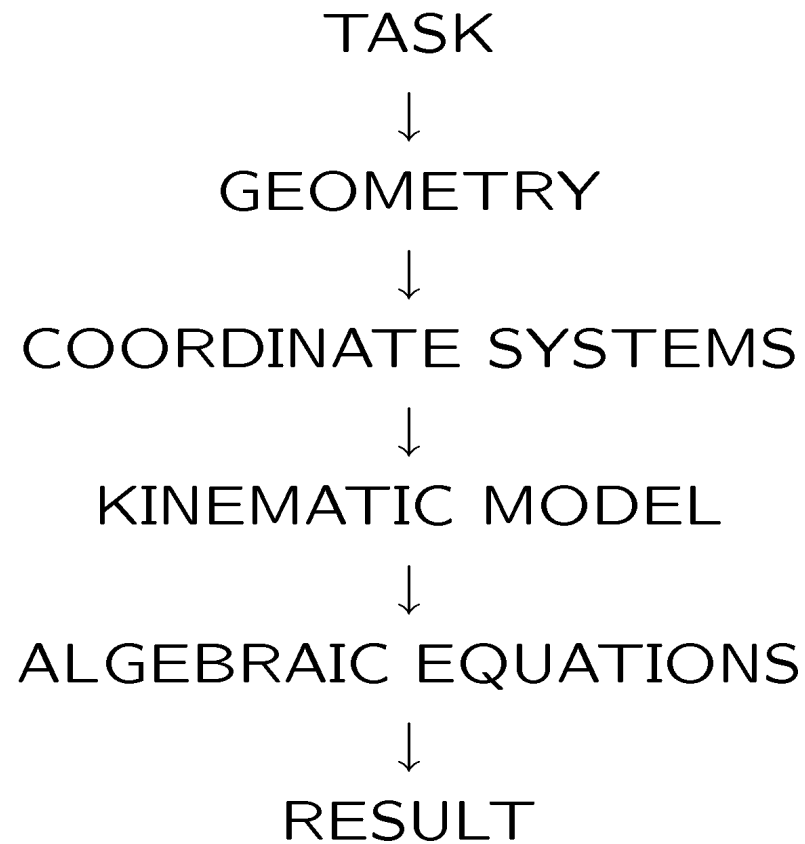 TASK
↓
GEOMETRY
↓
COORDINATE SYSTEMS
↓
KINEMATIC MODEL
↓
ALGEBRAIC EQUATIONS
↓
RESULT